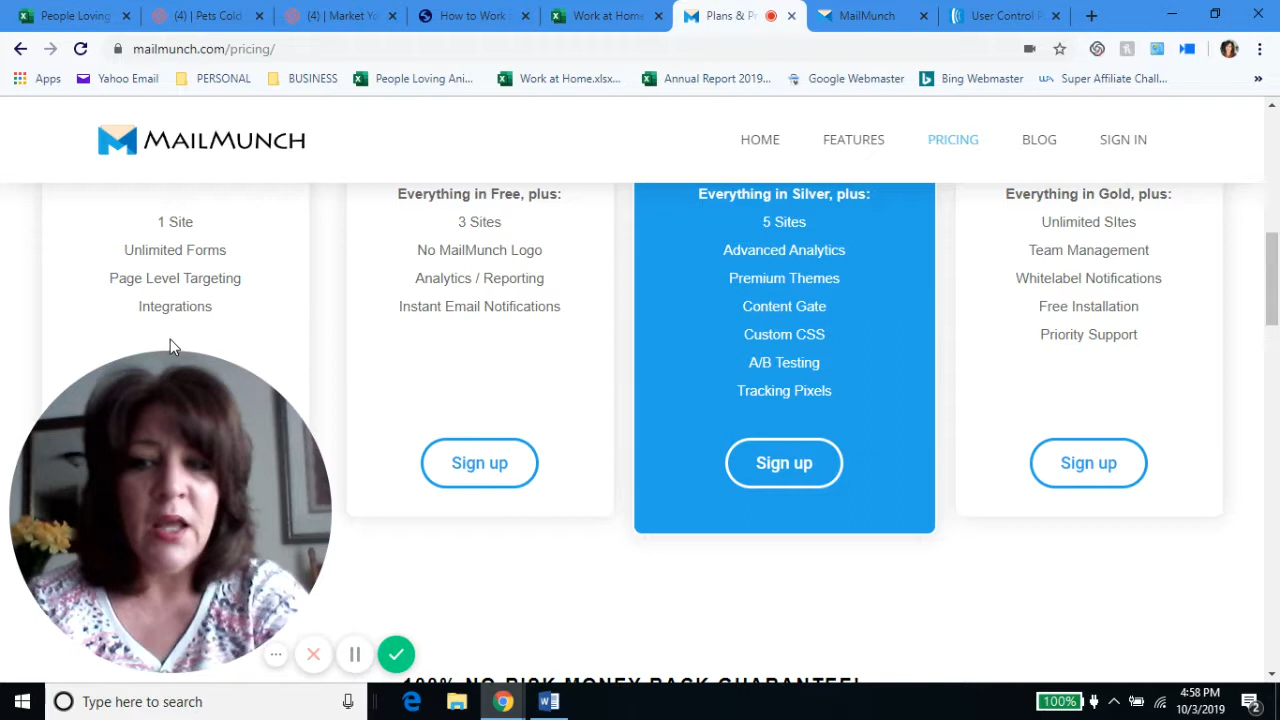 People Loving
(4) | Pets Cold
(4) | Market Yo
How to Work
Work at Home
Plans & Pr
MailMunch
User Control P
mailmunch.com/pricing/
Apps
Yahoo Email
PERSONAL
BUSINESS
People Loving Ani...
Work at Home.xlsx...
Annual Report 2019...
Google Webmaster
Bing Webmaster
Super Affiliate Chall...
MAILMUNCH
HOME
FEATURES
PRICING
BLOG
SIGN IN
1 Site
Unlimited Forms
Page Level Targeting
Integrations
Everything in Free, plus:
3 Sites
No MailMunch Logo
Analytics / Reporting
Instant Email Notifications
Sign up
Everything in Silver, plus:
5 Sites
Advanced Analytics
Premium Themes
Content Gate
Custom CSS
A/B Testing
Tracking Pixels
Sign up
Everything in Gold, plus:
Unlimited SItes
Team Management
Whitelabel Notifications
Free Installation
Priority Support
Sign up
100% NO RISK MONEY BACK GUARANTEE!
Type here to search
100%
4:58 PM
10/3/2019
2